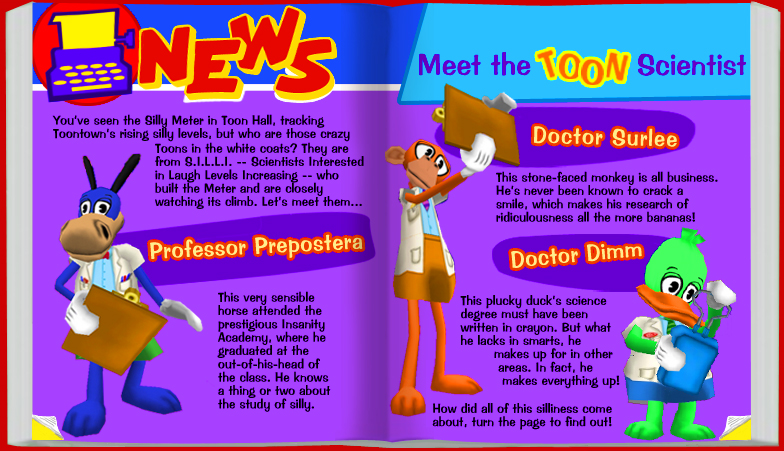 NEWS
You've seen the Silly Meter in Toon Hall, tracking
Toontown's rising silly levels, but who are those crazy
Toons in the white coats? They are
from S.I.L.L.I. -- Scientists Interested
in Laugh Levels Increasing -- who
built the Meter and are closely
watching its climb. Let's meet them...
Professor Prepostera
This very sensible
horse attended the
prestigious Insanity
Academy, where he
graduated at the
out-of-his-head of
the class. He knows
a thing or two about
the study of silly.
Meet the TOON Scientist
Doctor Surlee
This stone-faced monkey is all business.
He's never been known to crack a
smile, which makes his research of
ridiculousness all the more bananas!
Doctor Dimm
This plucky duck's science
degree must have been
written in crayon. But what
he lacks in smarts, he
makes up for in other
areas. In fact, he
makes everything up!
How did all of this silliness come
about, turn the page to find out!